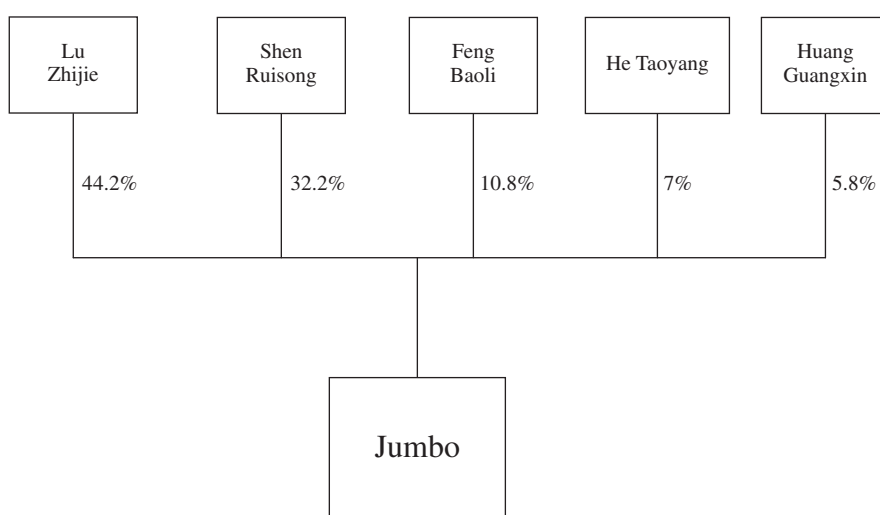 Lu
Zhijie
Shen
Ruisong
Feng
Baoli
He Taoyang
Huang
Guangxin
44.2%
32.2%
10.8%
7%
5.8%
Jumbo